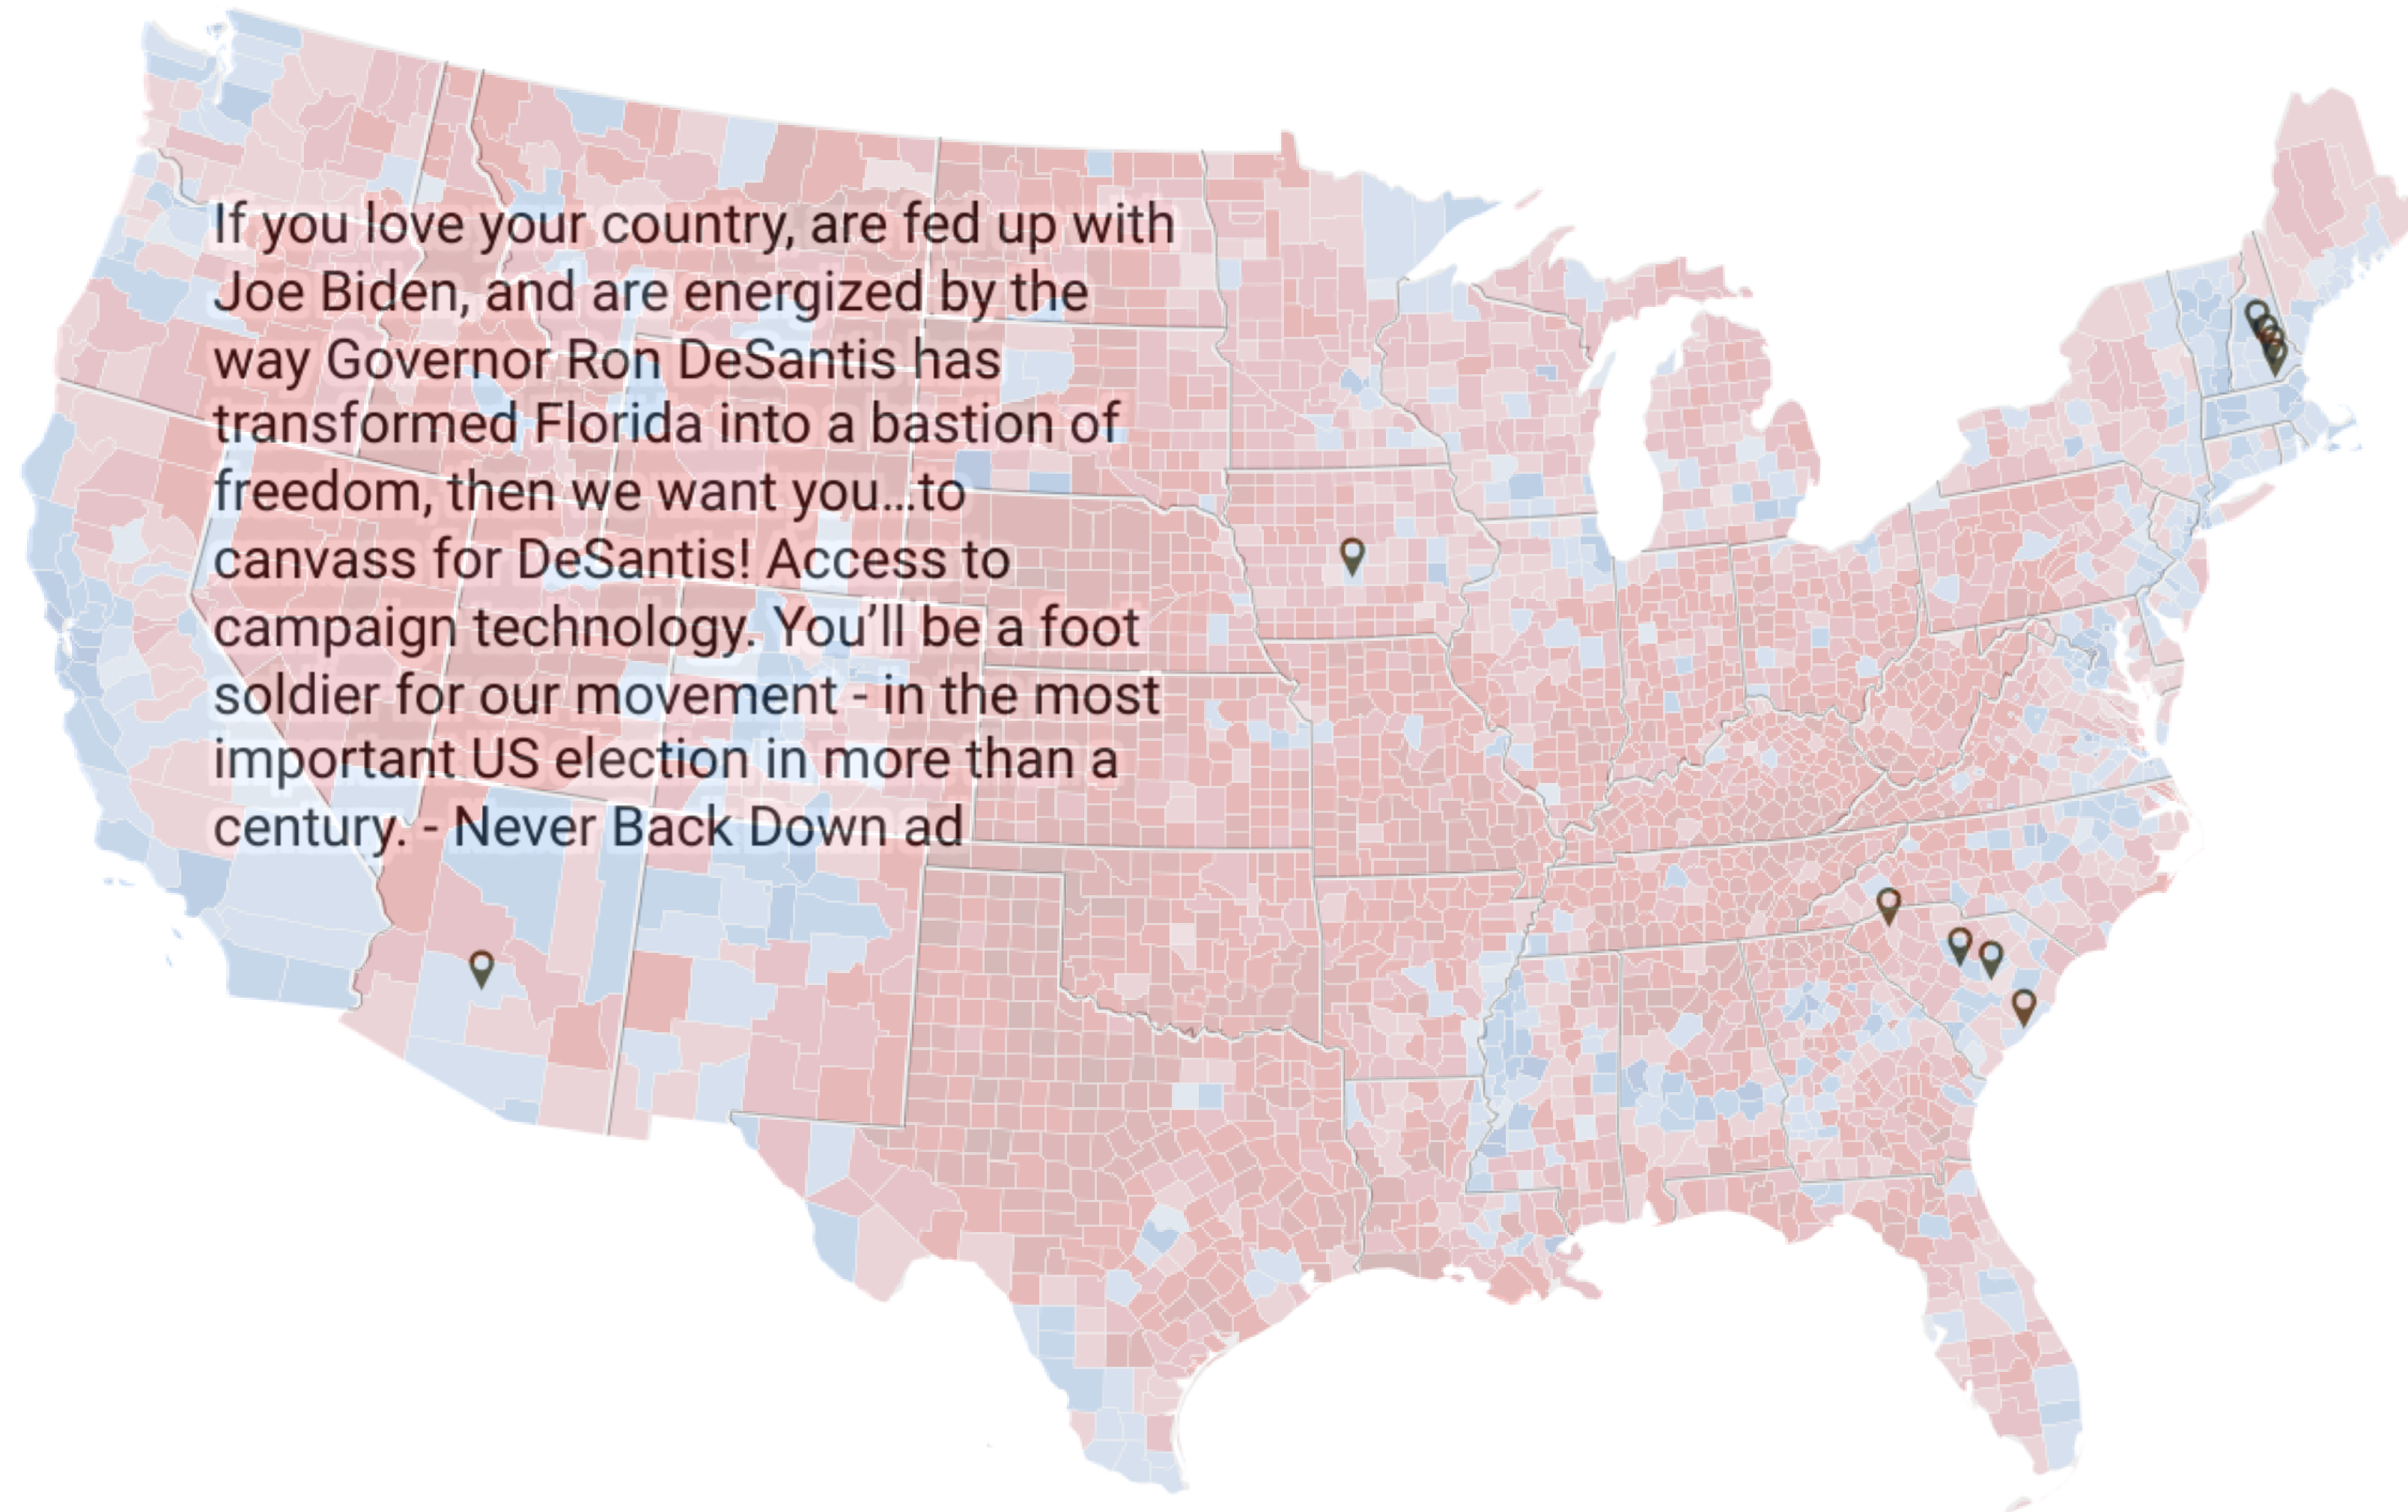 If you love your country, are fed up with
Joe Biden, and are energized by the
way Governor Ron DeSantis has
transformed Florida into a bastion of
freedom, then we want you...to
canvass for DeSantis! Access to
campaign technology. You’ll be a foot
soldier for our movement - in the most
important US election in more than a
century. - Never Back Down ad